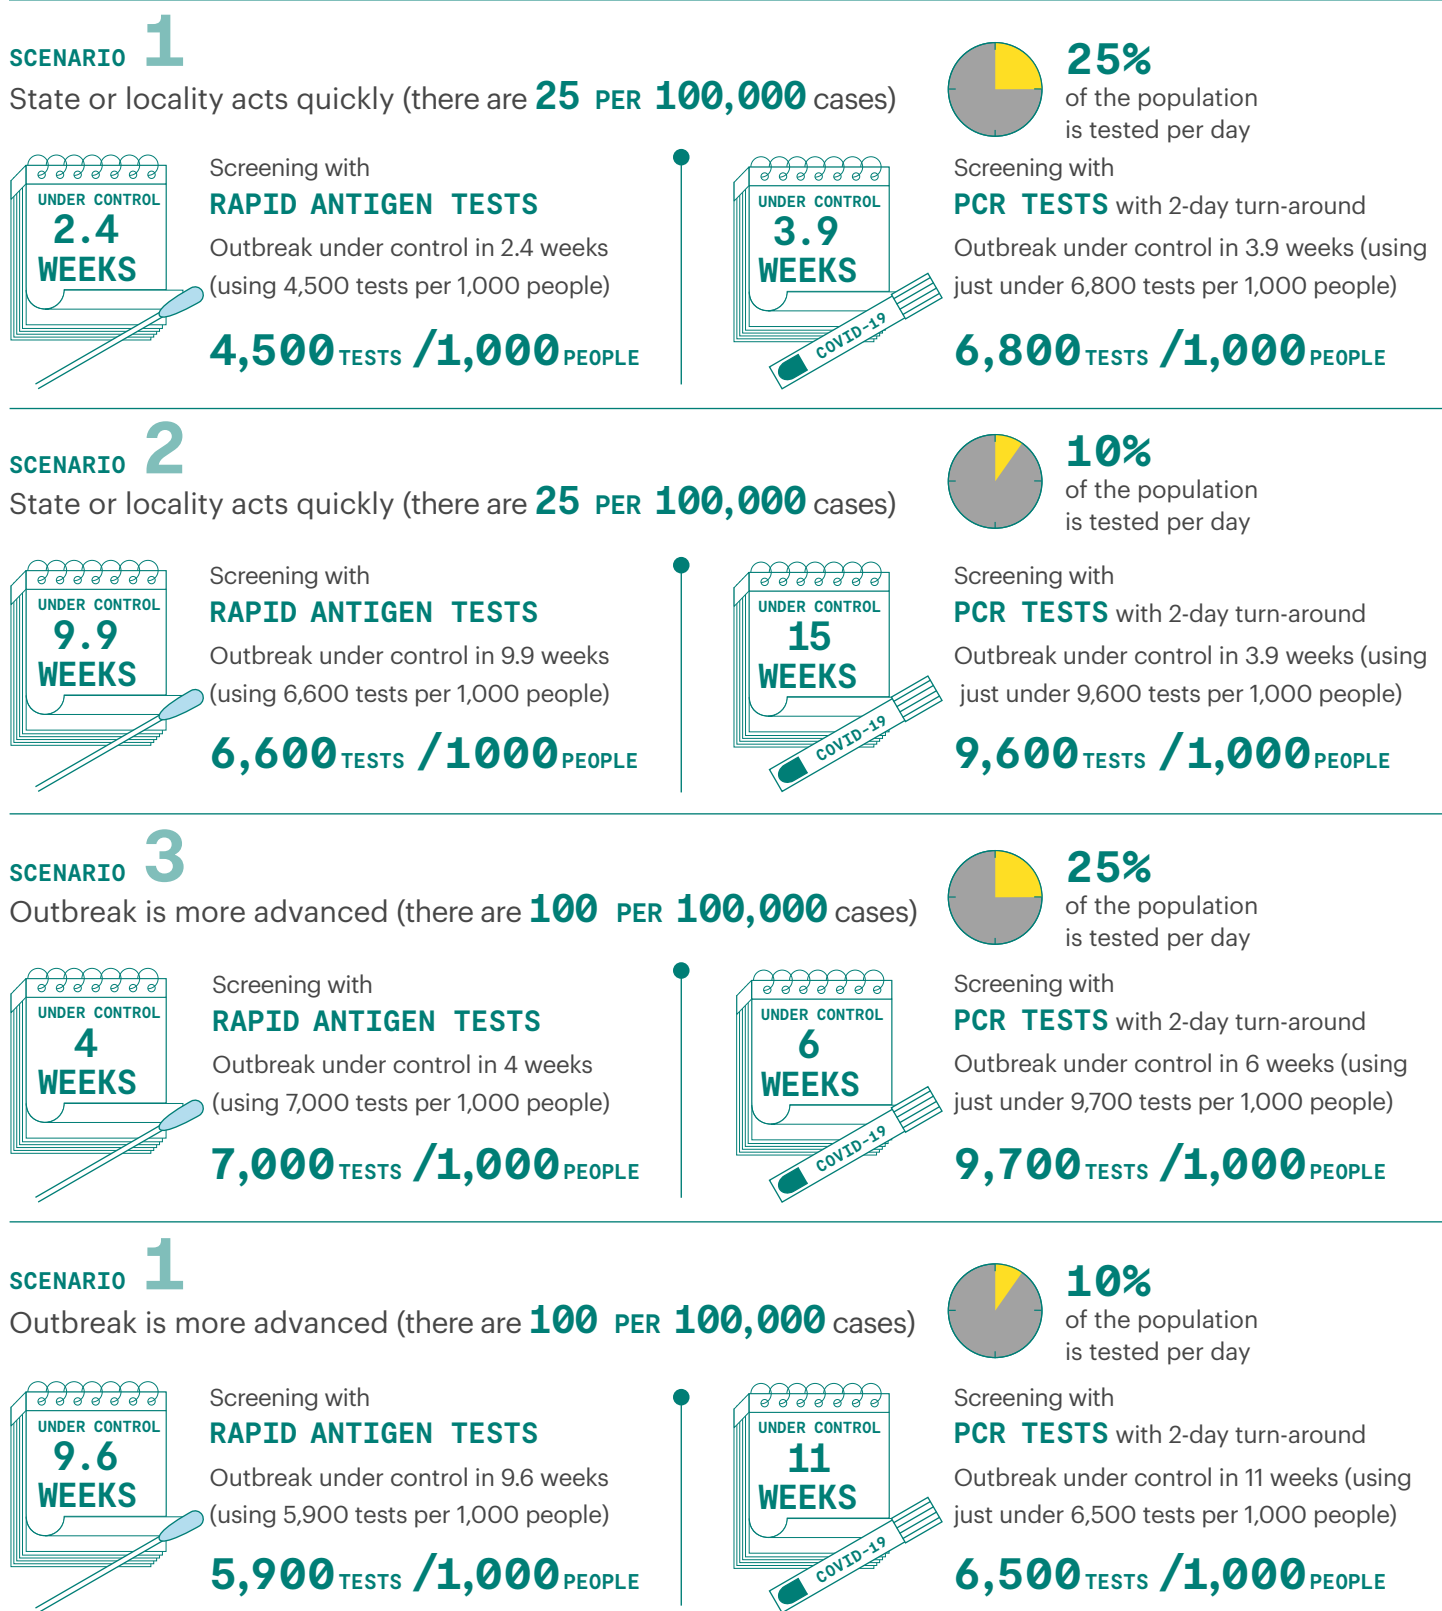 SCENARIO 1
State or locality acts quickly (there are 25 PER 100,000 cases)
25%
of the population
is tested per day
UNDER CONTROL
2.4
WEEKS
Screening with
RAPID ANTIGEN TESTS
Outbreak under control in 2.4 weeks
(using 4,500 tests per 1,000 people)
4,500 TESTS /1,000 PEOPLE
UNDER CONTROL
3.9
WEEKS
COVID-19
Screening with
PCR TESTS with 2-day turn-around
Outbreak under control in 3.9 weeks (using
just under 6,800 tests per 1,000 people)
6,800 TESTS /1,000 PEOPLE
SCENARIO 2
State or locality acts quickly (there are 25 PER 100,000 cases)
10%
of the population
is tested per day
UNDER CONTROL
9.9
WEEKS
Screening with
RAPID ANTIGEN TESTS
Outbreak under control in 9.9 weeks
(using 6,600 tests per 1,000 people)
6,600 TESTS /1000 PEOPLE
UNDER CONTROL
15
WEEKS
COVID-19
Screening with
PCR TESTS with 2-day turn-around
Outbreak under control in 3.9 weeks (using
just under 9,600 tests per 1,000 people)
9,600 TESTS /1,000 PEOPLE
SCENARIO 3
Outbreak is more advanced (there are 100 PER 100,000 cases)
25%
of the population
is tested per day
UNDER CONTROL
4
WEEKS
Screening with
RAPID ANTIGEN TESTS
Outbreak under control in 4 weeks
(using 7,000 tests per 1,000 people)
7,000 TESTS /1,000 PEOPLE
UNDER CONTROL
6
WEEKS
COVID-19
Screening with
PCR TESTS with 2-day turn-around
Outbreak under control in 6 weeks (using
just under 9,700 tests per 1,000 people)
9,700 TESTS /1,000 PEOPLE
SCENARIO 1
Outbreak is more advanced (there are 100 PER 100,000 cases)
10%
of the population
is tested per day
UNDER CONTROL
9.6
WEEKS
Screening with
RAPID ANTIGEN TESTS
Outbreak under control in 9.6 weeks
(using 5,900 tests per 1,000 people)
5,900 TESTS /1,000 PEOPLE
UNDER CONTROL
11
WEEKS
COVID-19
Screening with
PCR TESTS with 2-day turn-around
Outbreak under control in 11 weeks (using
just under 6,500 tests per 1,000 people)
6,500 TESTS /1,000 PEOPLE